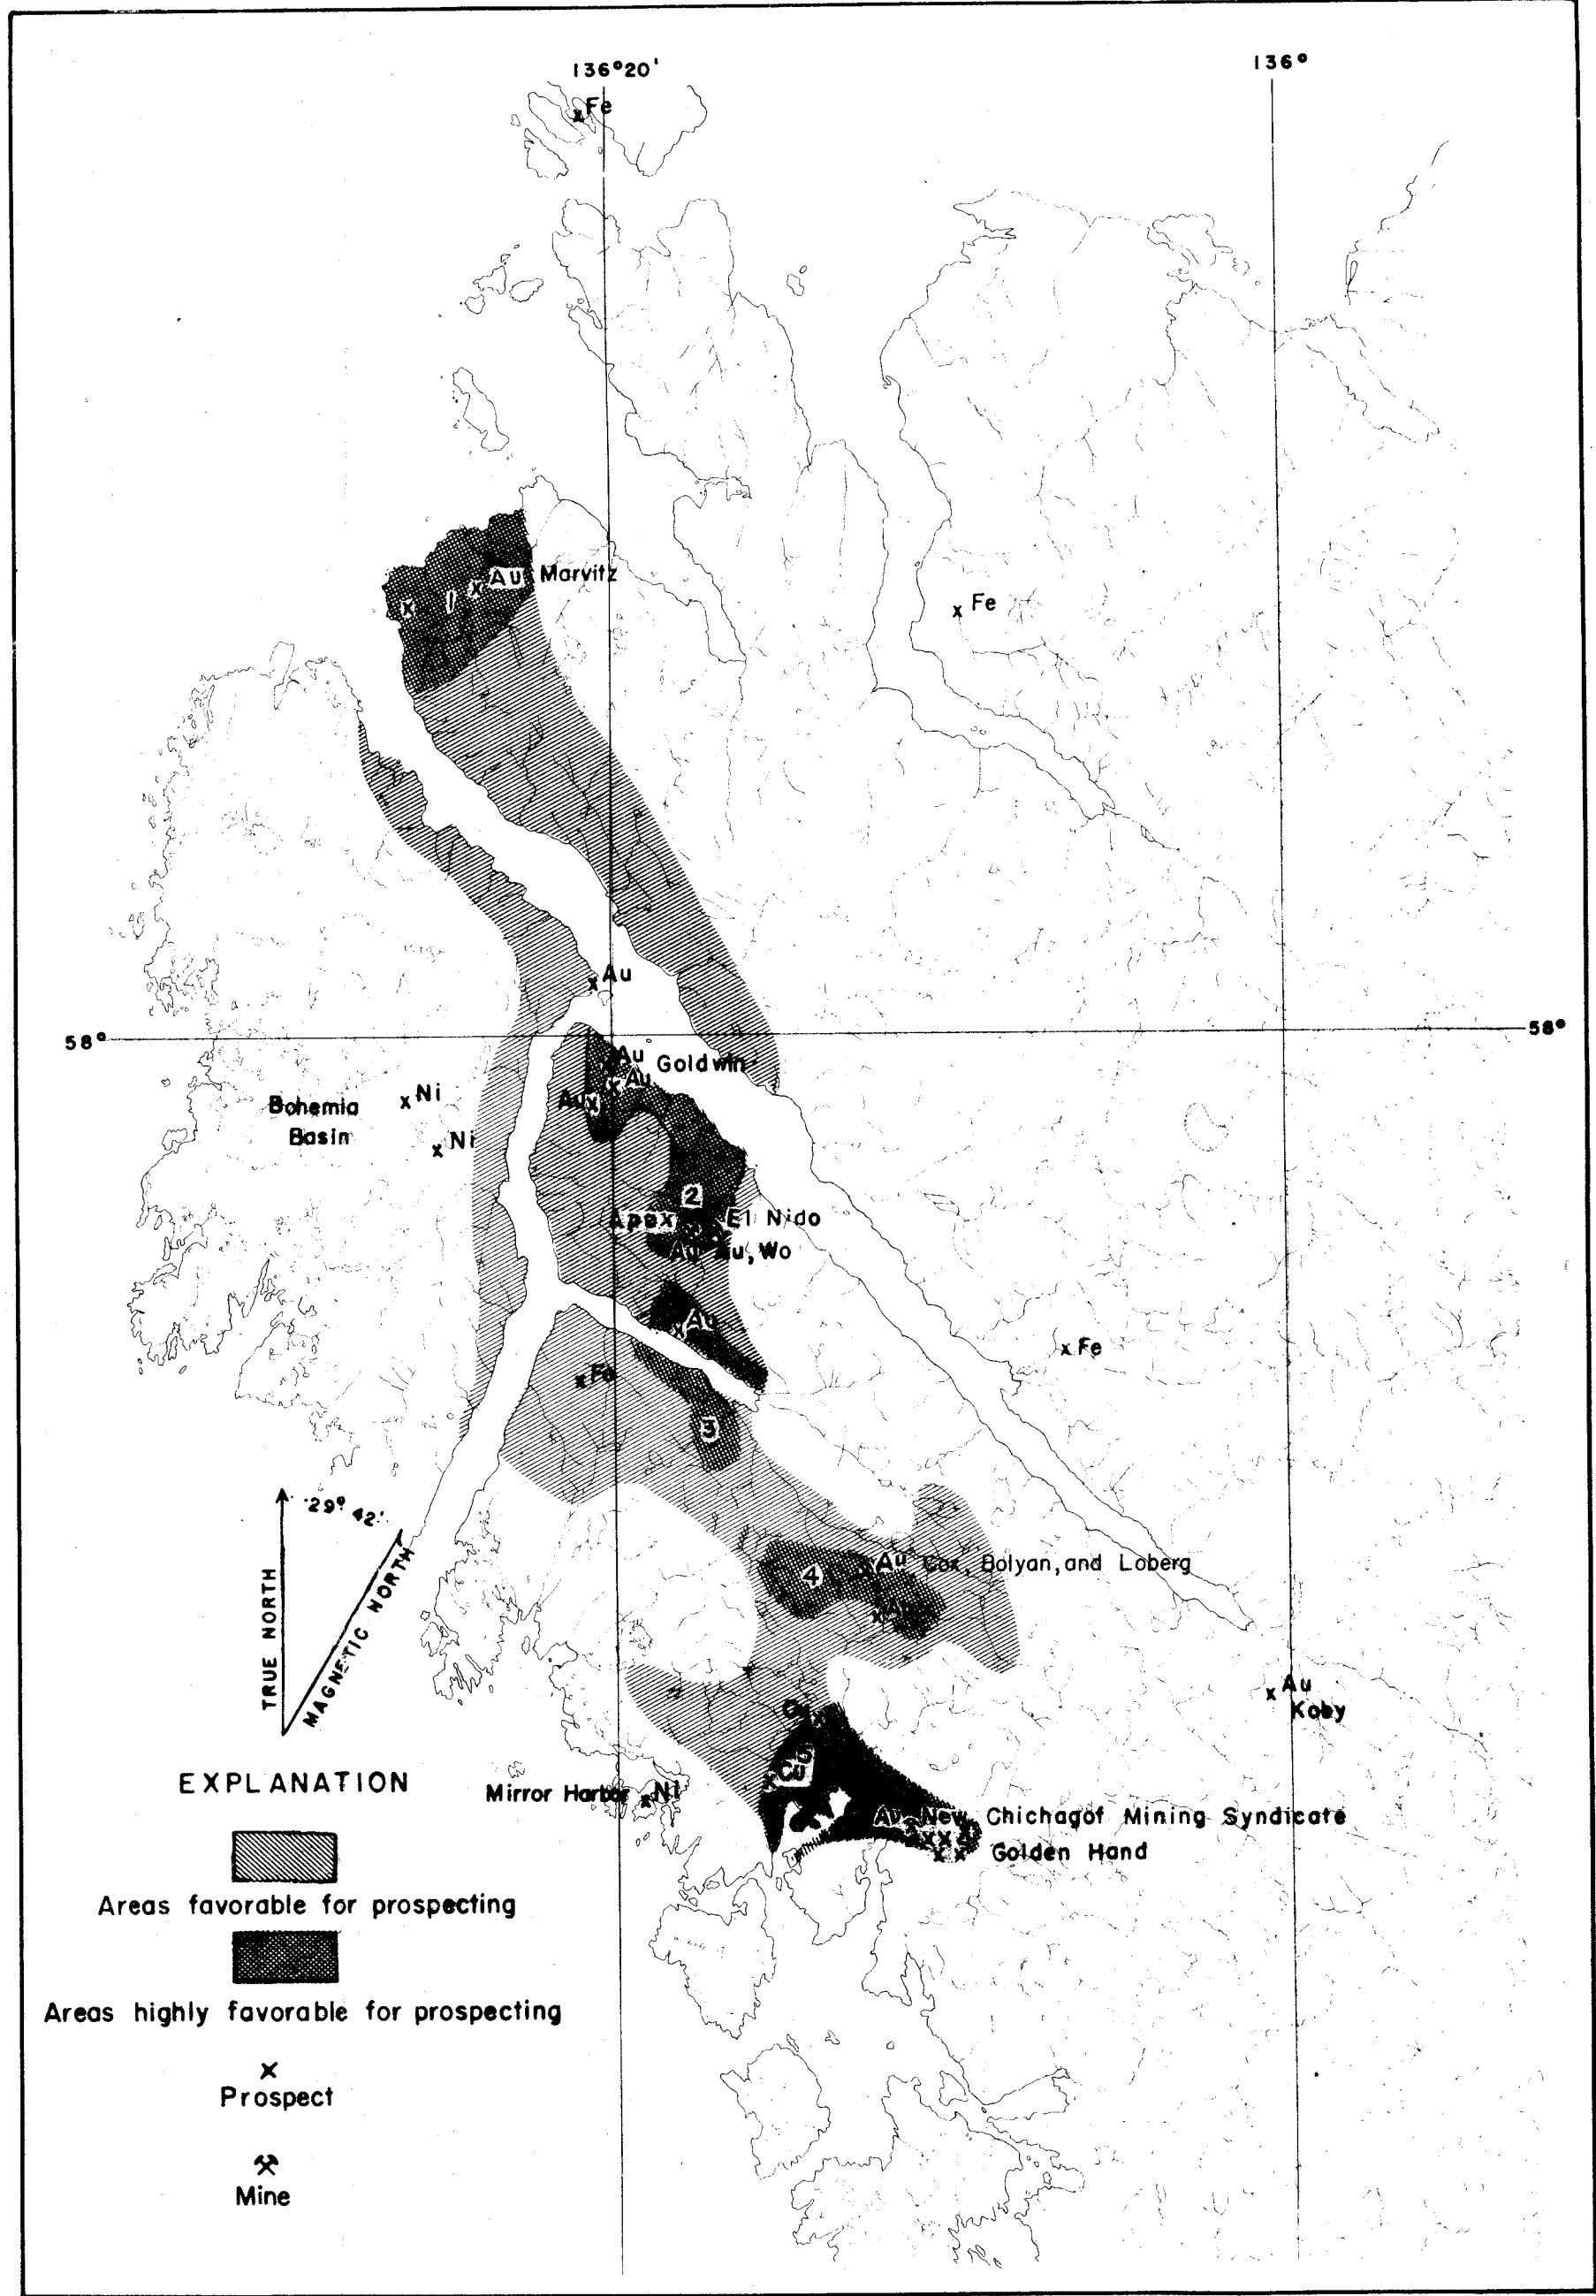 136°20'
136°
Fe
Au Marvitz
1
Fe
Au
58°
58°
Au
Goldwin
Au
Au
Bohemia
Basin
Ni
Ni
2
Apex
El Nido
Au
Au, Wo
Au
Fe
Fe
3
29° 42'
TRUE NORTH
MAGNETIC NORTH
4
Au Cox, Bolyan, and Loberg
Au
Au
Koby
Cu
5
Cu
Mirror Harbor
Ni
Au New Chichagof Mining Syndicate
Golden Hand
EXPLANATION
Areas favorable for prospecting
Areas highly favorable for prospecting
x
Prospect
Mine